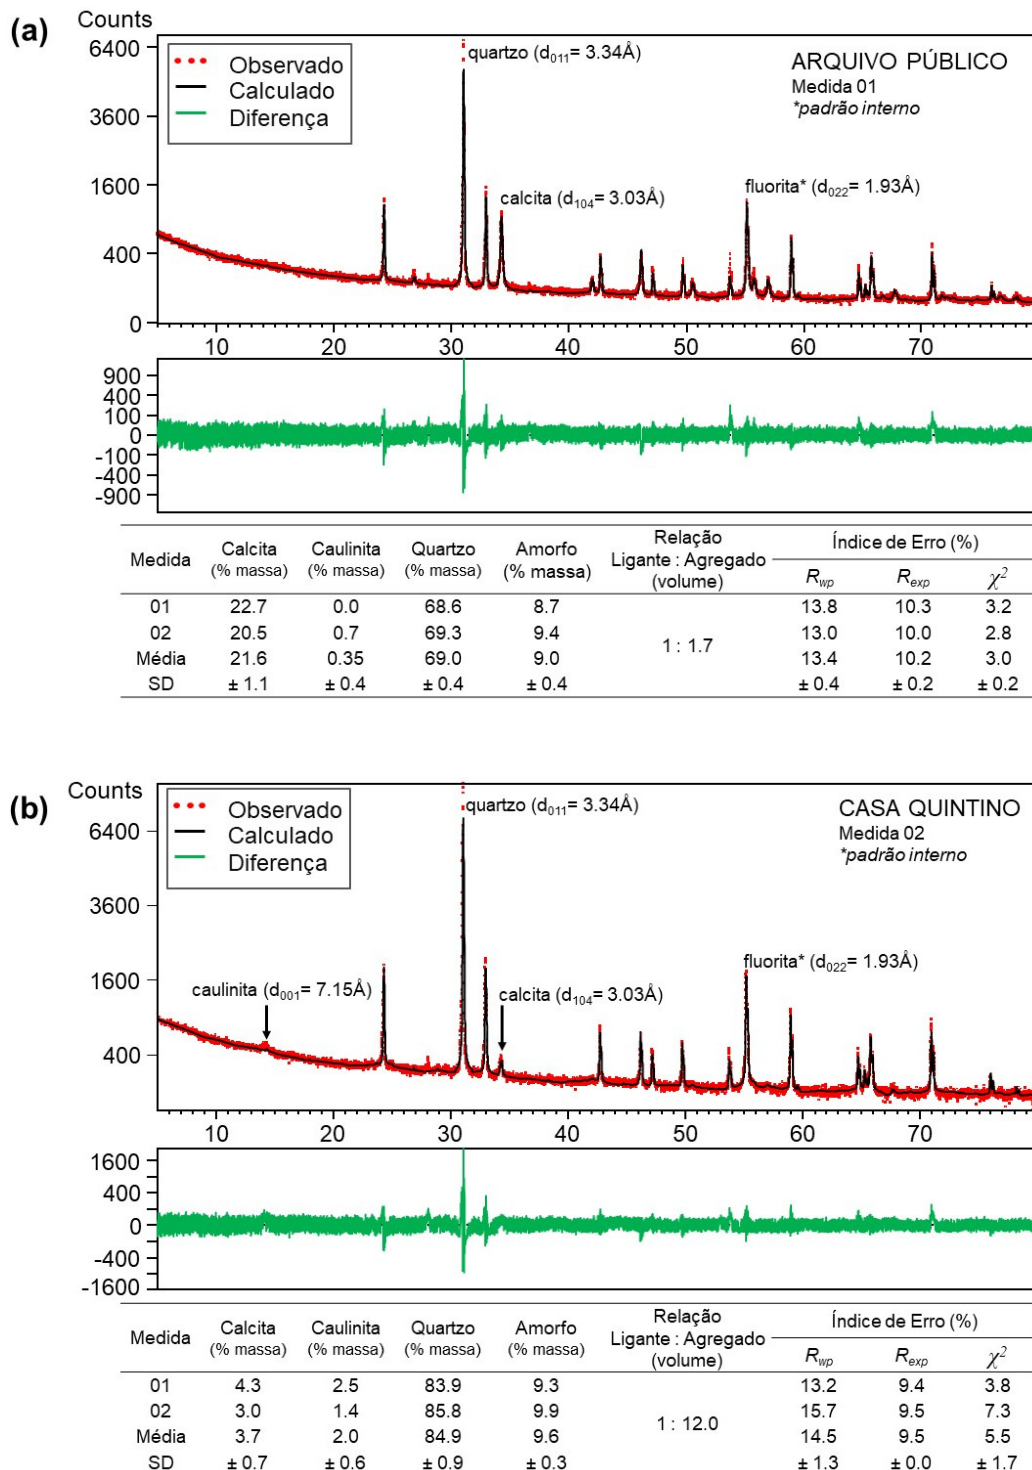 (a)
Counts
6400
3600
1600
400
0
Observado
Calculado
Diferença
quartzo (d011= 3.34Å)
calcita (d104= 3.03Å)
fluorita* (d022= 1.93Å)
ARQUIVO PÚBLICO
Medida 01
*padrão interno
10 20 30 40 50 60 70
900
400
100
0
-100
-400
-900
Medida Calcita (% massa) Caulinita (% massa) Quartzo (% massa) Amorfo (% massa) Relação Ligante : Agregado (volume) Índice de Erro (%)
Rwp Rexp χ2
01 22.7 0.0 68.6 8.7 13.8 10.3 3.2
02 20.5 0.7 69.3 9.4 13.0 10.0 2.8
1 : 1.7
Média 21.6 0.35 69.0 9.0 13.4 10.2 3.0
SD ± 1.1 ± 0.4 ± 0.4 ± 0.4 ± 0.4 ± 0.2 ± 0.2
(b)
Counts
6400
3600
1600
400
Observado
Calculado
Diferença
quartzo (d011= 3.34Å)
caulinita (d001= 7.15Å)
calcita (d104= 3.03Å)
fluorita* (d022= 1.93Å)
CASA QUINTINO
Medida 02
*padrão interno
10 20 30 40 50 60 70
1600
400
0
-400
-1600
Medida Calcita (% massa) Caulinita (% massa) Quartzo (% massa) Amorfo (% massa) Relação Ligante : Agregado (volume) Índice de Erro (%)
Rwp Rexp χ2
01 4.3 2.5 83.9 9.3 13.2 9.4 3.8
02 3.0 1.4 85.8 9.9 15.7 9.5 7.3
1 : 12.0
Média 3.7 2.0 84.9 9.6 14.5 9.5 5.5
SD ± 0.7 ± 0.6 ± 0.9 ± 0.3 ± 1.3 ± 0.0 ± 1.7